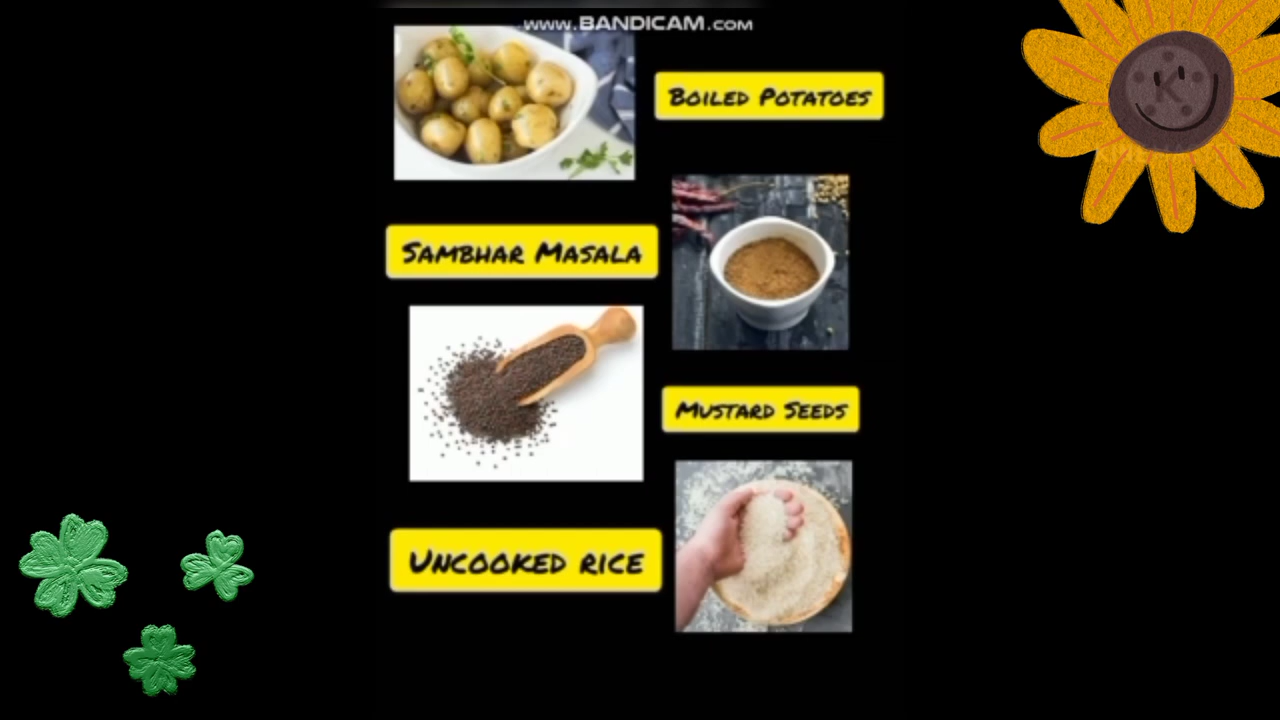 www.BANDICAM.com
Boiled Potatoes
Sambhar Masala
Mustard Seeds
Uncooked rice
K